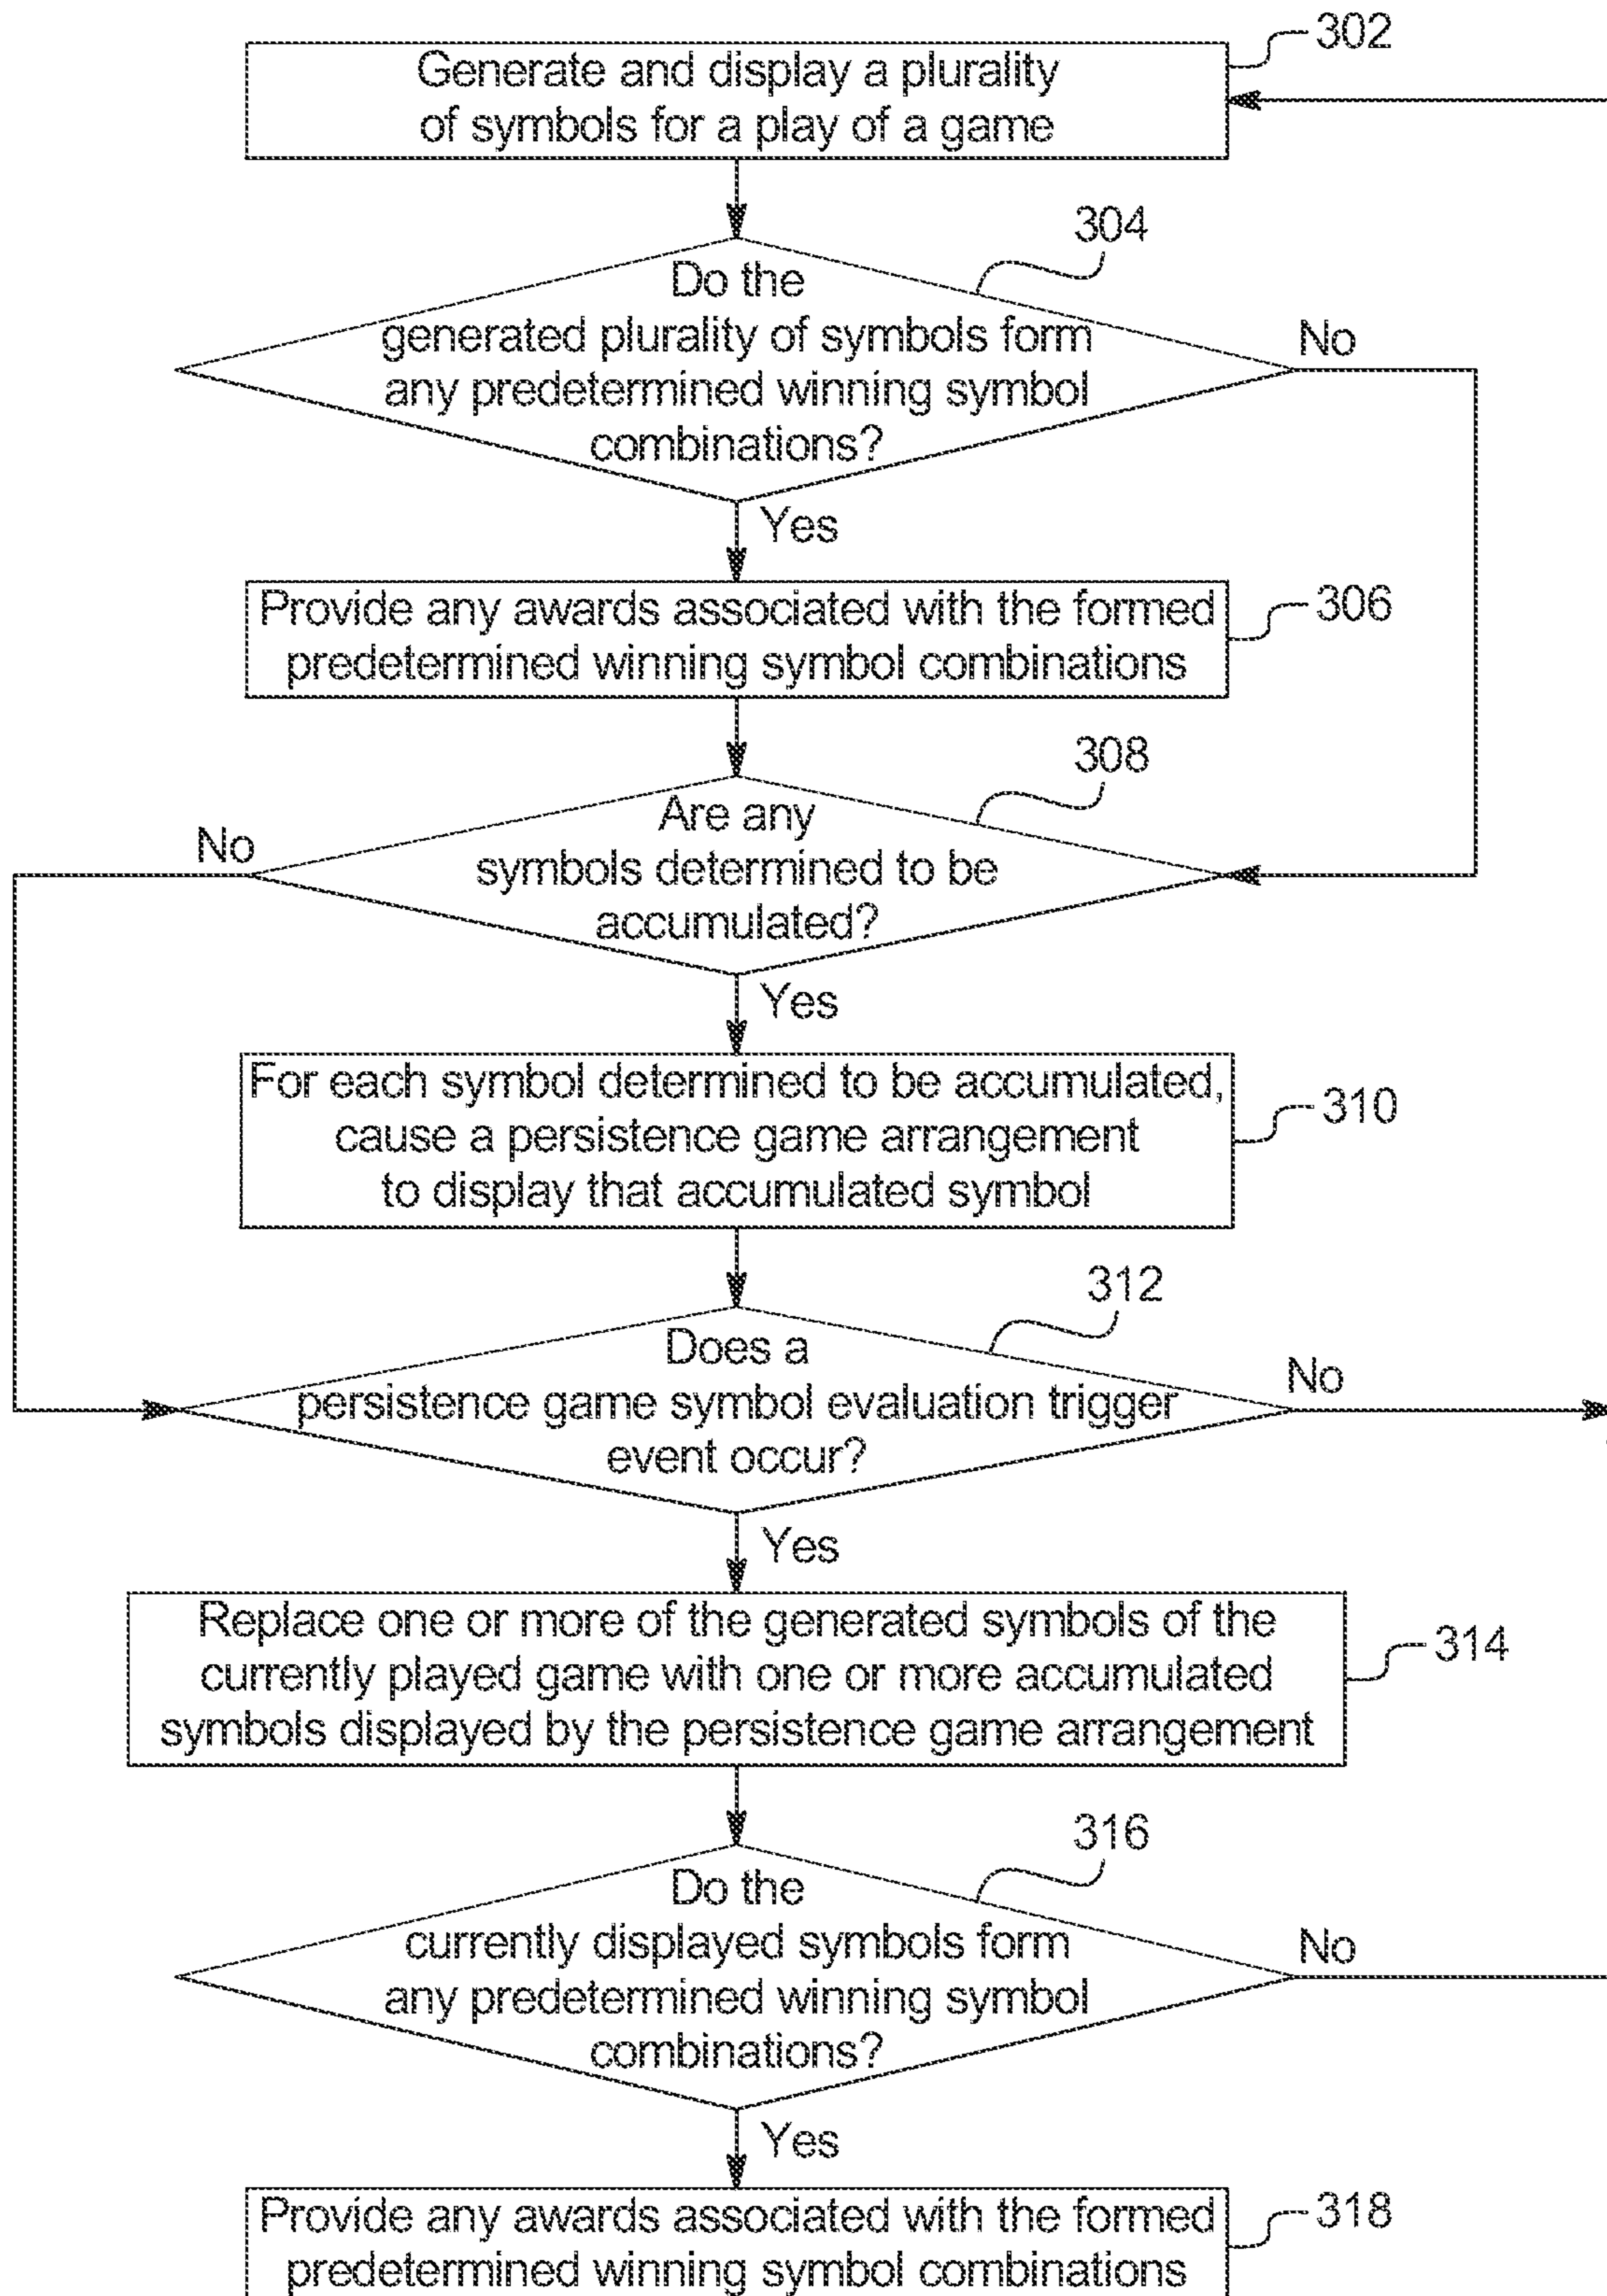 302
Generate and display a plurality
of symbols for a play of a game
304
Do the
generated plurality of symbols form
any predetermined winning symbol
combinations?
No
Yes
Provide any awards associated with the formed
predetermined winning symbol combinations
306
308
Are any
symbols determined to be
accumulated?
No
Yes
For each symbol determined to be accumulated,
cause a persistence game arrangement
to display that accumulated symbol
310
312
Does a
persistence game symbol evaluation trigger
event occur?
No
Yes
Replace one or more of the generated symbols of the
currently played game with one or more accumulated
symbols displayed by the persistence game arrangement
314
316
Do the
currently displayed symbols form
any predetermined winning symbol
combinations?
No
Yes
Provide any awards associated with the formed
predetermined winning symbol combinations
318